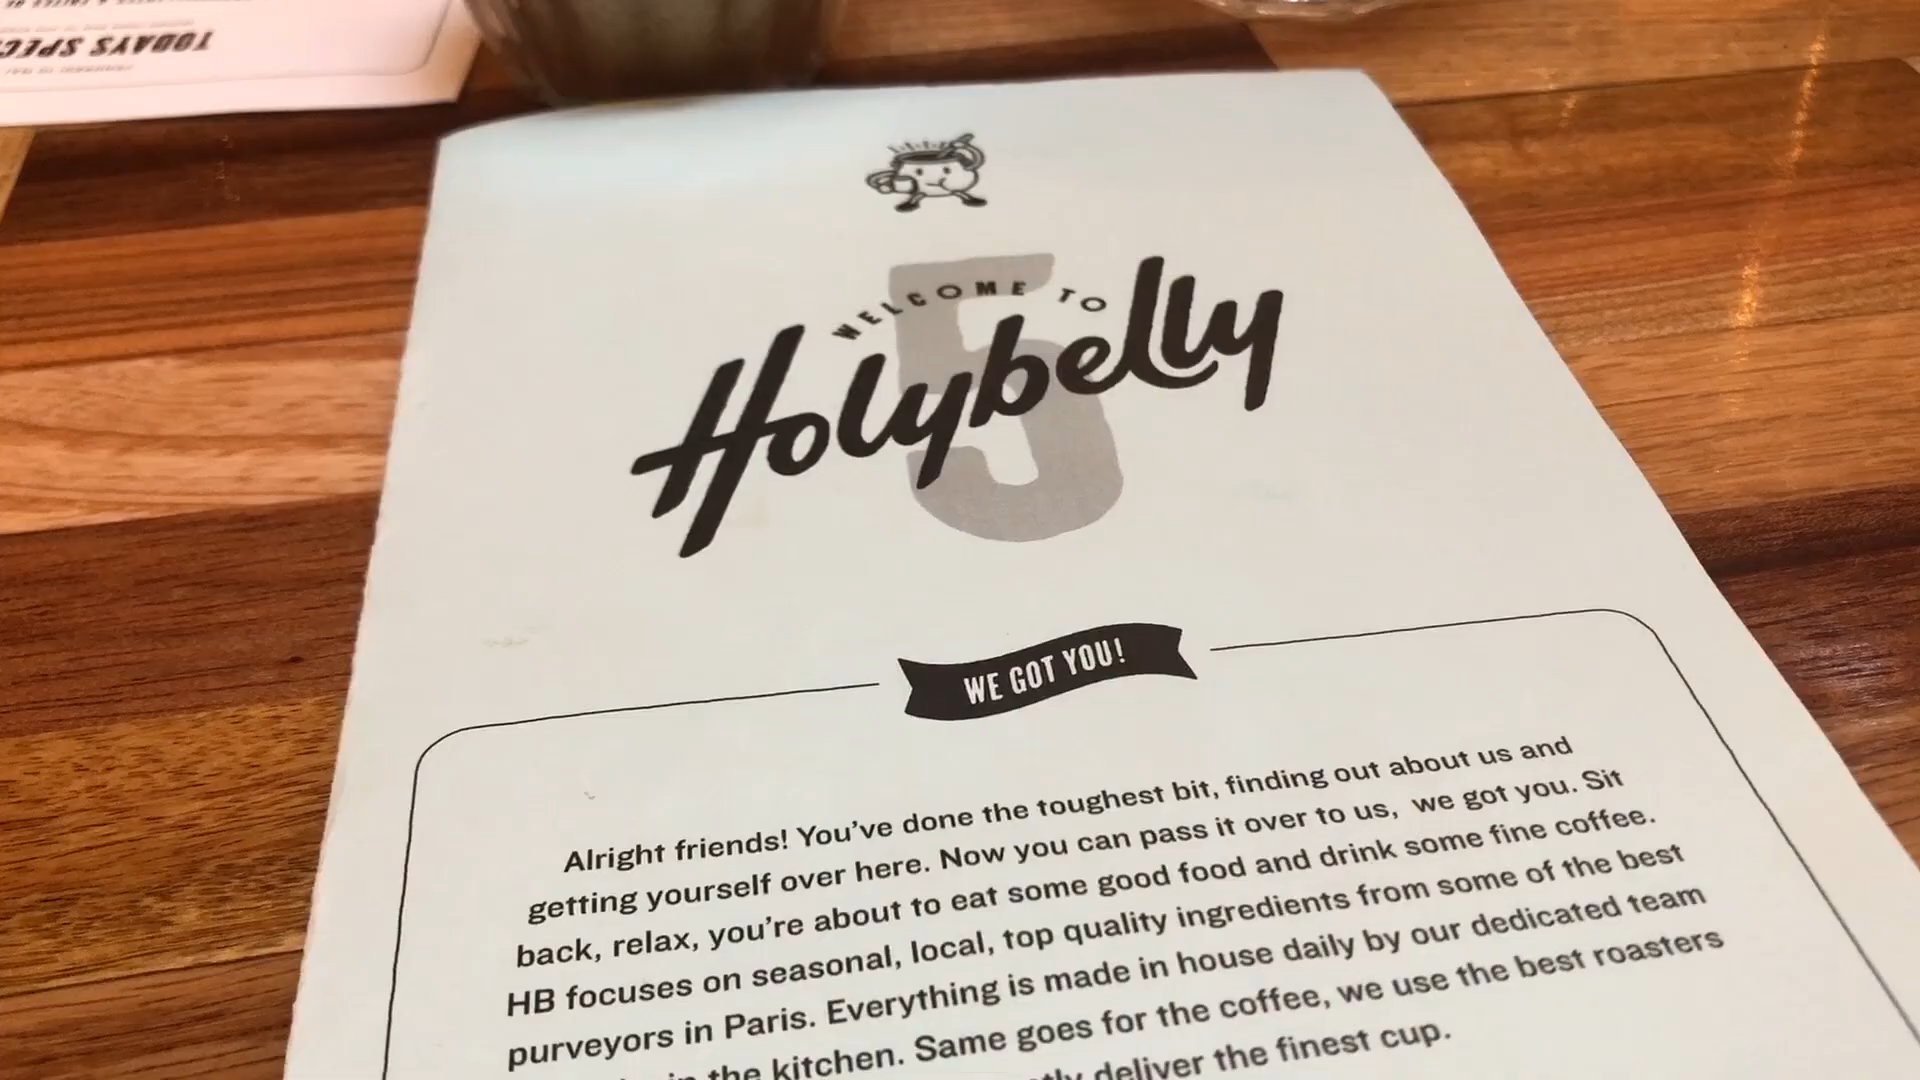 TODAYS SPEC
WELCOME TO
Holybelly
5
WE GOT YOU!
Alright friends! You've done the toughest bit, finding out about us and
getting yourself over here. Now you can pass it over to us, we got you. Sit
back, relax, you're about to eat some good food and drink some fine coffee.
HB focuses on seasonal, local, top quality ingredients from some of the best
purveyors in Paris. Everything is made in house daily by our dedicated team
in the kitchen. Same goes for the coffee, we use the best roasters
deliver the finest cup.